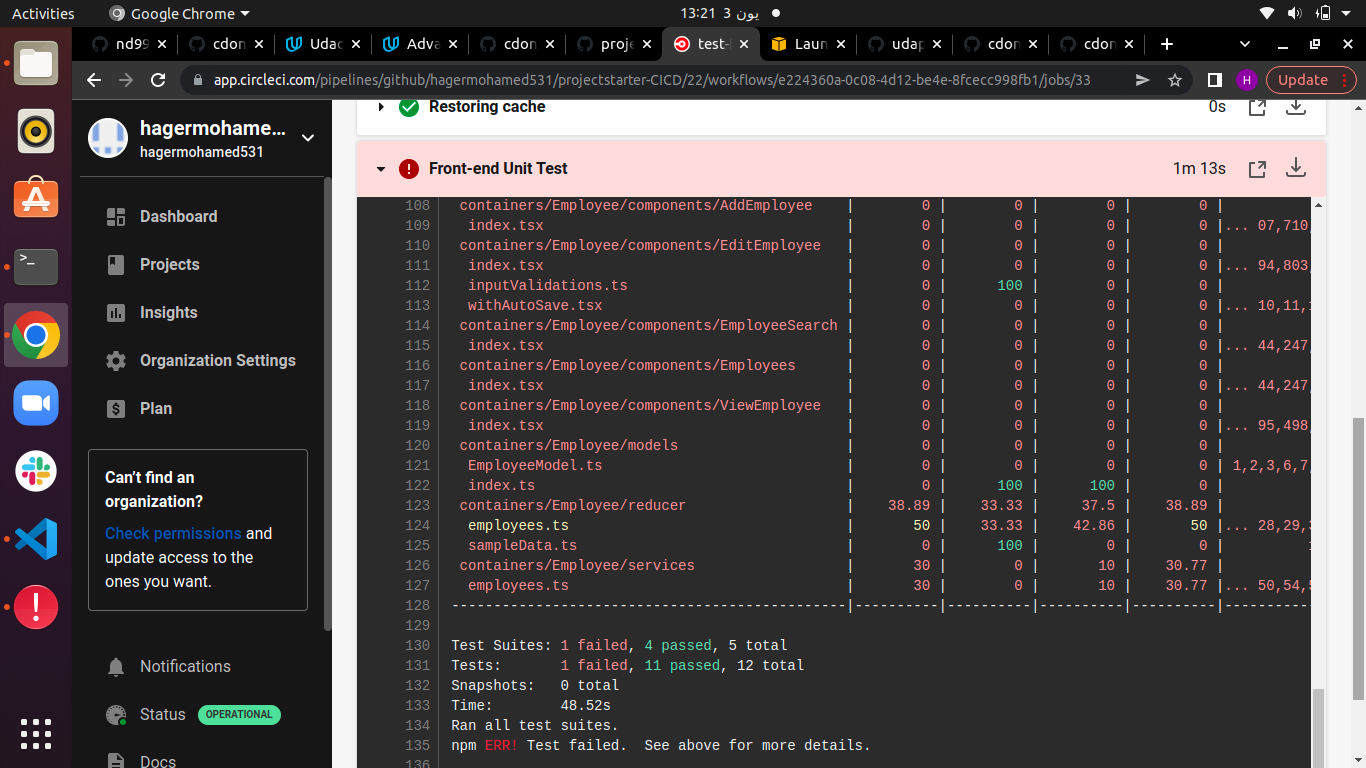 Activities
Google Chrome
13:21 3 يون
nd99
cdon
Udac
Adva
cdon
proje
test-
Laun
udap
cdon
cdon
app.circleci.com/pipelines/github/hagermohamed531/projectstarter-CICD/22/workflows/e224360a-0c08-4d12-be4e-8fcecc998fb1/jobs/33
H
Update
hagermohame...
hagermohamed531
Dashboard
Projects
Insights
Organization Settings
Plan
Can't find an
organization?
Check permissions and
update access to the
ones you want.
Notifications
Status OPERATIONAL
Docs
Restoring cache 0s
Front-end Unit Test 1m 13s
108 containers/Employee/components/AddEmployee | 0 | 0 | 0 | 0 |
109 index.tsx | 0 | 0 | 0 | 0 |... 07,710,
110 containers/Employee/components/EditEmployee | 0 | 0 | 0 | 0 |
111 index.tsx | 0 | 0 | 0 | 0 |... 94,803,
112 inputValidations.ts | 0 | 100 | 0 | 0 |
113 withAutoSave.tsx | 0 | 0 | 0 | 0 |... 10,11,
114 containers/Employee/components/EmployeeSearch | 0 | 0 | 0 | 0 |
115 index.tsx | 0 | 0 | 0 | 0 |... 44,247,
116 containers/Employee/components/Employees | 0 | 0 | 0 | 0 |
117 index.tsx | 0 | 0 | 0 | 0 |... 44,247,
118 containers/Employee/components/ViewEmployee | 0 | 0 | 0 | 0 |
119 index.tsx | 0 | 0 | 0 | 0 |... 95,498,
120 containers/Employee/models | 0 | 0 | 0 | 0 |
121 EmployeeModel.ts | 0 | 0 | 0 | 0 | 1,2,3,6,7,
122 index.ts | 0 | 100 | 100 | 0 |
123 containers/Employee/reducer | 38.89 | 33.33 | 37.5 | 38.89 |
124 employees.ts | 50 | 33.33 | 42.86 | 50 |... 28,29,
125 sampleData.ts | 0 | 100 | 0 | 0 |
126 containers/Employee/services | 30 | 0 | 10 | 30.77 |
127 employees.ts | 30 | 0 | 10 | 30.77 |... 50,54,
128 -----------------------------------------------|----------|----------|----------|----------|-----------
129
130 Test Suites: 1 failed, 4 passed, 5 total
131 Tests: 1 failed, 11 passed, 12 total
132 Snapshots: 0 total
133 Time: 48.52s
134 Ran all test suites.
135 npm ERR! Test failed. See above for more details.
136